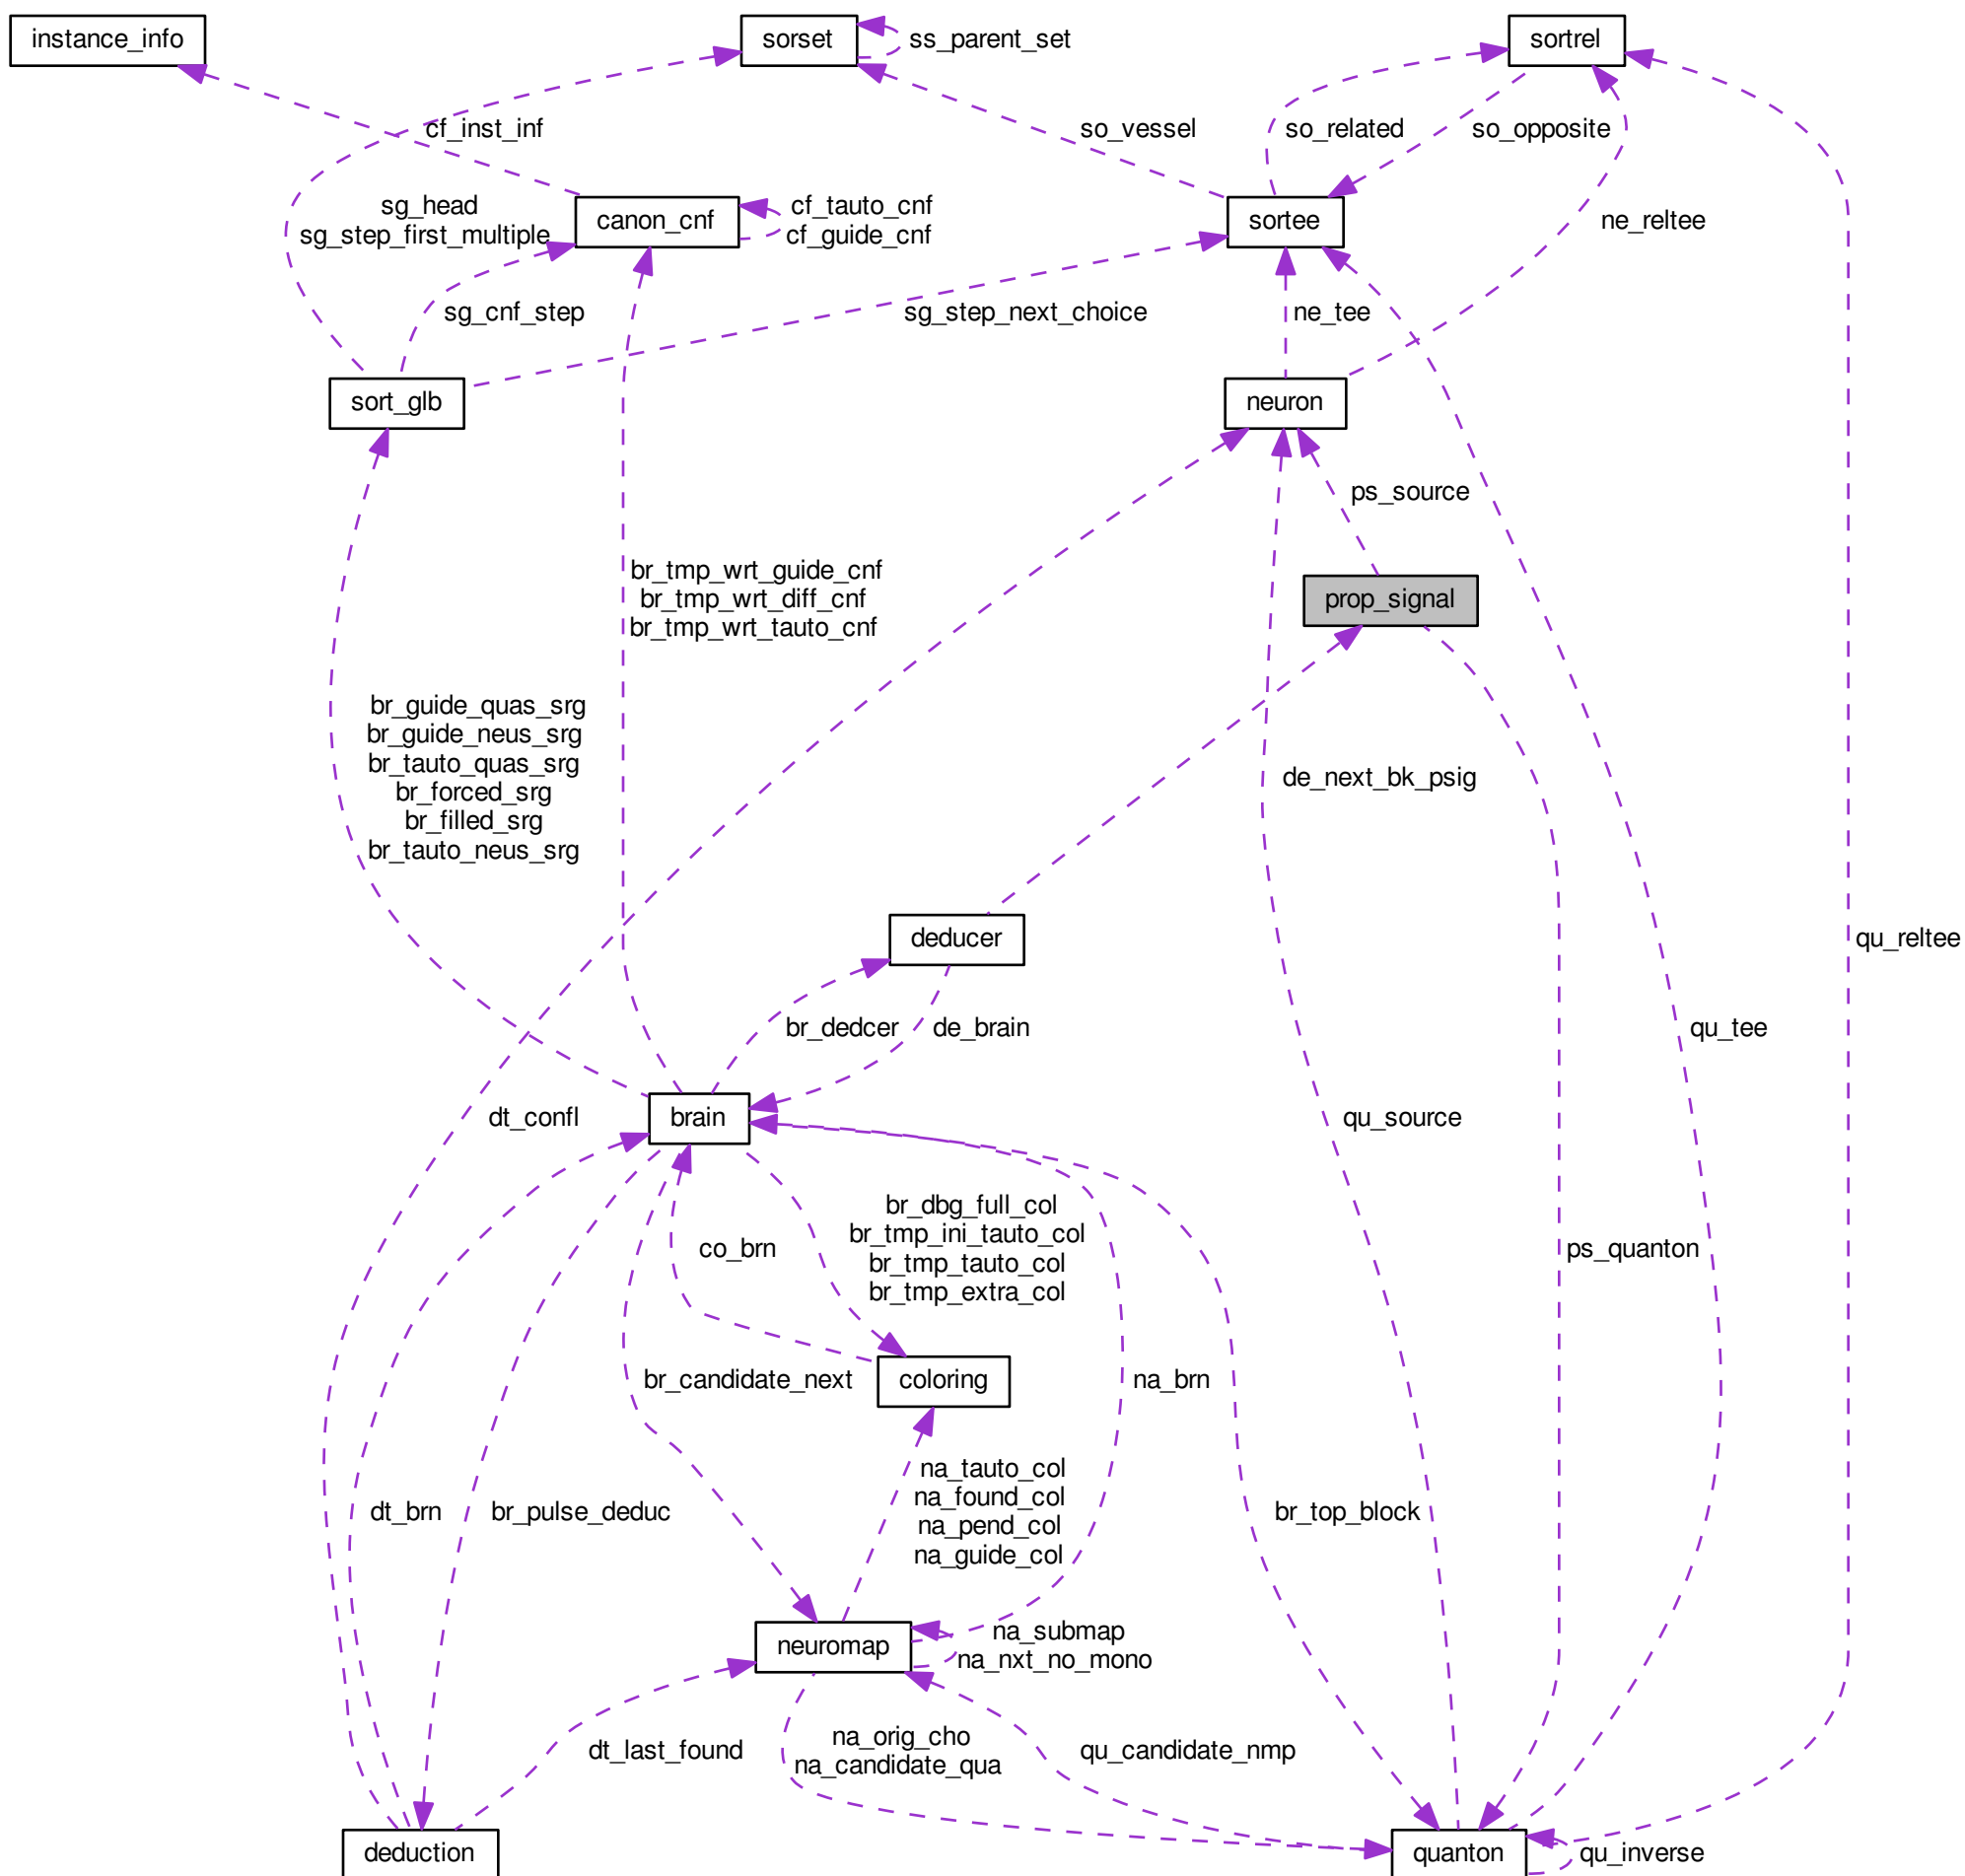 instance_info
sorset
ss_parent_set
sortrel
cf_inst_inf
so_vessel
so_related
so_opposite
sg_head
sg_step_first_multiple
canon_cnf
cf_tauto_cnf
cf_guide_cnf
sortee
ne_reltee
sg_cnf_step
sg_step_next_choice
ne_tee
sort_glb
neuron
ps_source
br_tmp_wrt_guide_cnf
br_tmp_wrt_diff_cnf
br_tmp_wrt_tauto_cnf
prop_signal
br_guide_quas_srg
br_guide_neus_srg
br_tauto_quas_srg
br_forced_srg
br_filled_srg
br_tauto_neus_srg
de_next_bk_psig
deducer
qu_reltee
br_dedcer
de_brain
qu_tee
dt_confl
brain
qu_source
co_brn
br_dbg_full_col
br_tmp_ini_tauto_col
br_tmp_tauto_col
br_tmp_extra_col
ps_quanton
br_candidate_next
coloring
na_brn
dt_brn
br_pulse_deduc
na_tauto_col
na_found_col
na_pend_col
na_guide_col
br_top_block
neuromap
na_submap
na_nxt_no_mono
dt_last_found
na_orig_cho
na_candidate_qua
qu_candidate_nmp
deduction
quanton
qu_inverse